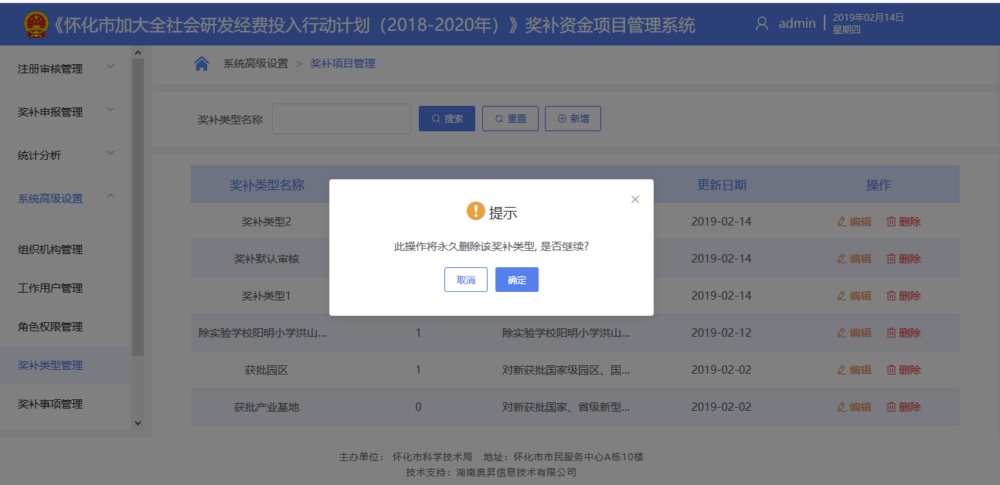 《怀化市加大全社会研发经费投入行动计划（2018-2020年）》奖补资金项目管理系统
admin
2019年02月14日
星期四
注册审核管理
奖补申报管理
统计分析
系统高级设置
组织机构管理
工作用户管理
角色权限管理
奖补类型管理
奖补事项管理
系统高级设置 > 奖补项目管理
奖补类型名称 搜索 重置 新增
奖补类型名称 更新日期 操作
奖补类型2 2019-02-14 编辑 删除
奖补默认审核 2019-02-14 编辑 删除
奖补类型1 2019-02-14 编辑 删除
除实验学校阳明小学洪山... 1 除实验学校阳明小学洪山... 2019-02-12 编辑 删除
获批园区 1 对新获批国家级园区、国... 2019-02-02 编辑 删除
获批产业基地 0 对新获批国家、省级新型... 2019-02-02 编辑 删除
提示
此操作将永久删除该奖补类型, 是否继续?
取消 确定
主办单位： 怀化市科学技术局 地址：怀化市市民服务中心A栋10楼
技术支持：湖南奥昇信息技术有限公司